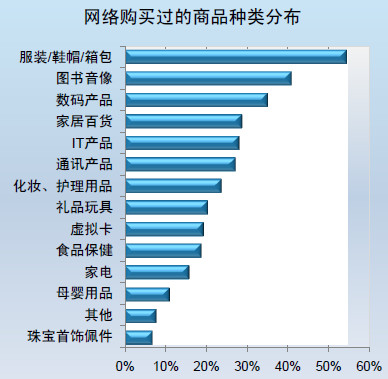 网络购买过的商品种类分布
服装/鞋帽/箱包
图书音像
数码产品
家居百货
IT产品
通讯产品
化妆、护理用品
礼品玩具
虚拟卡
食品保健
家电
母婴用品
其他
珠宝首饰佩件
0% 10% 20% 30% 40% 50% 60%